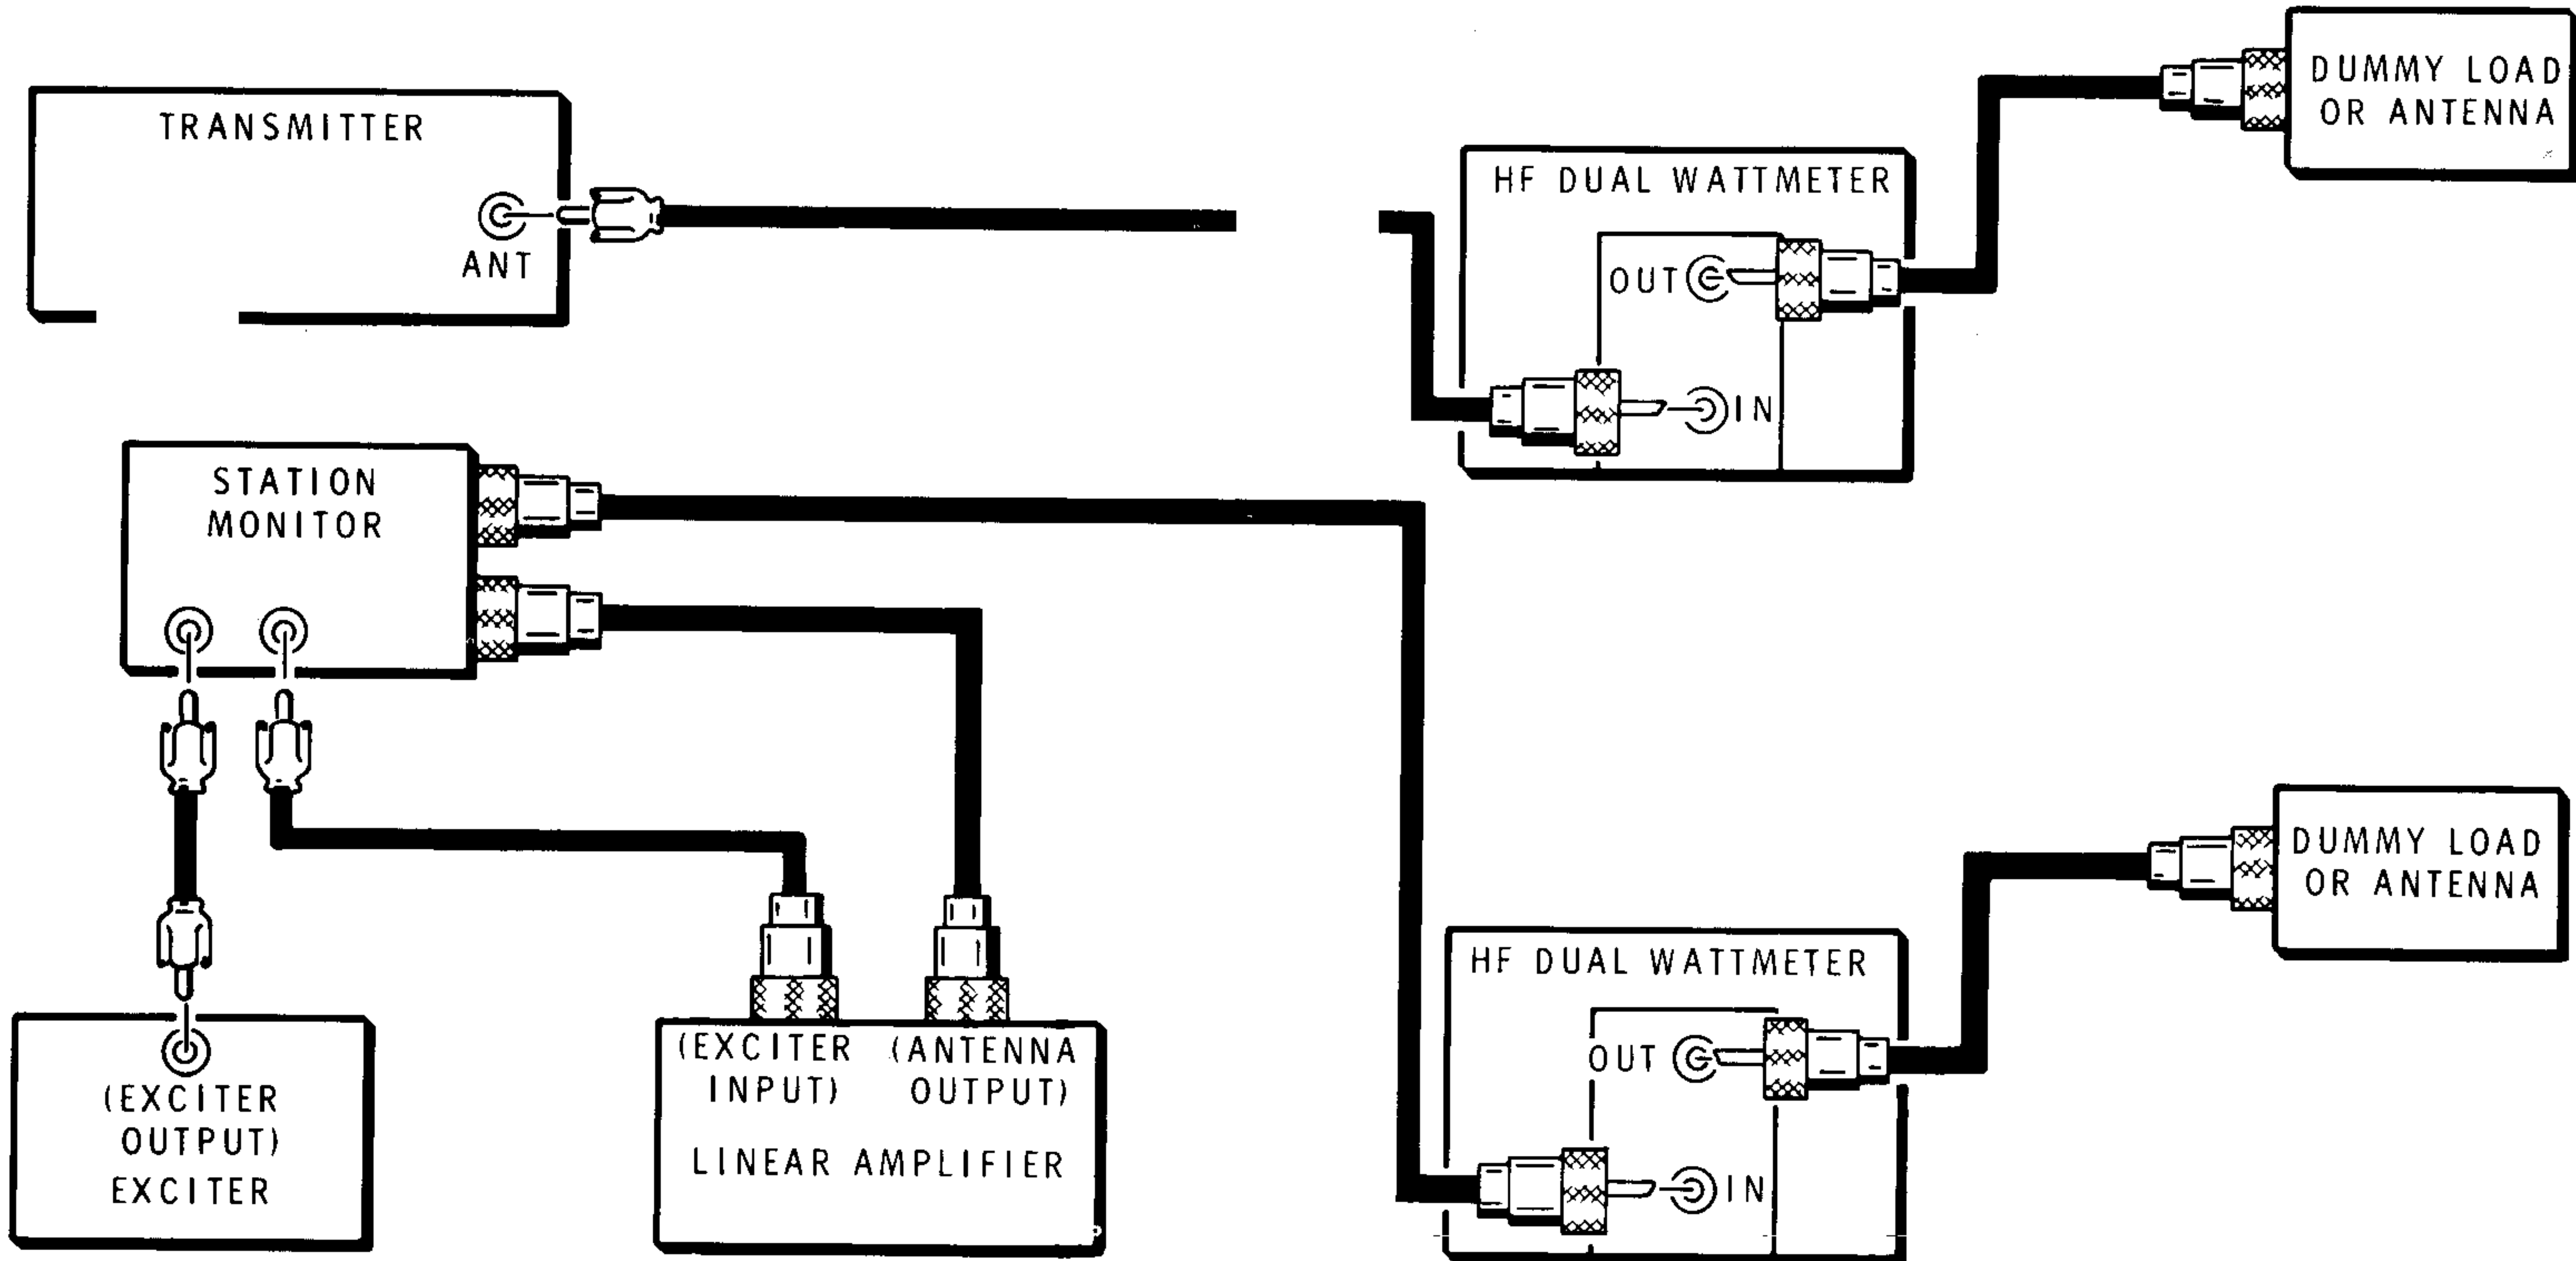 TRANSMITTER
ANT
HF DUAL WATTMETER
OUT
IN
DUMMY LOAD
OR ANTENNA
STATION
MONITOR
(EXCITER
OUTPUT)
EXCITER
(EXCITER
INPUT)
(ANTENNA
OUTPUT)
LINEAR AMPLIFIER
HF DUAL WATTMETER
OUT
IN
DUMMY LOAD
OR ANTENNA